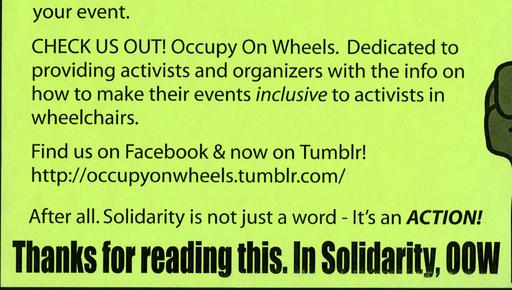 your event.
CHECK US OUT! Occupy On Wheels. Dedicated to
providing activists and organizers with the info on
how to make their events inclusive to activists in
wheelchairs.
Find us on Facebook & now on Tumblr!
http://occupyonwheels.tumblr.com/
After all. Solidarity is not just a word - It's an ACTION!
Thanks for reading this. In Solidarity, OOW